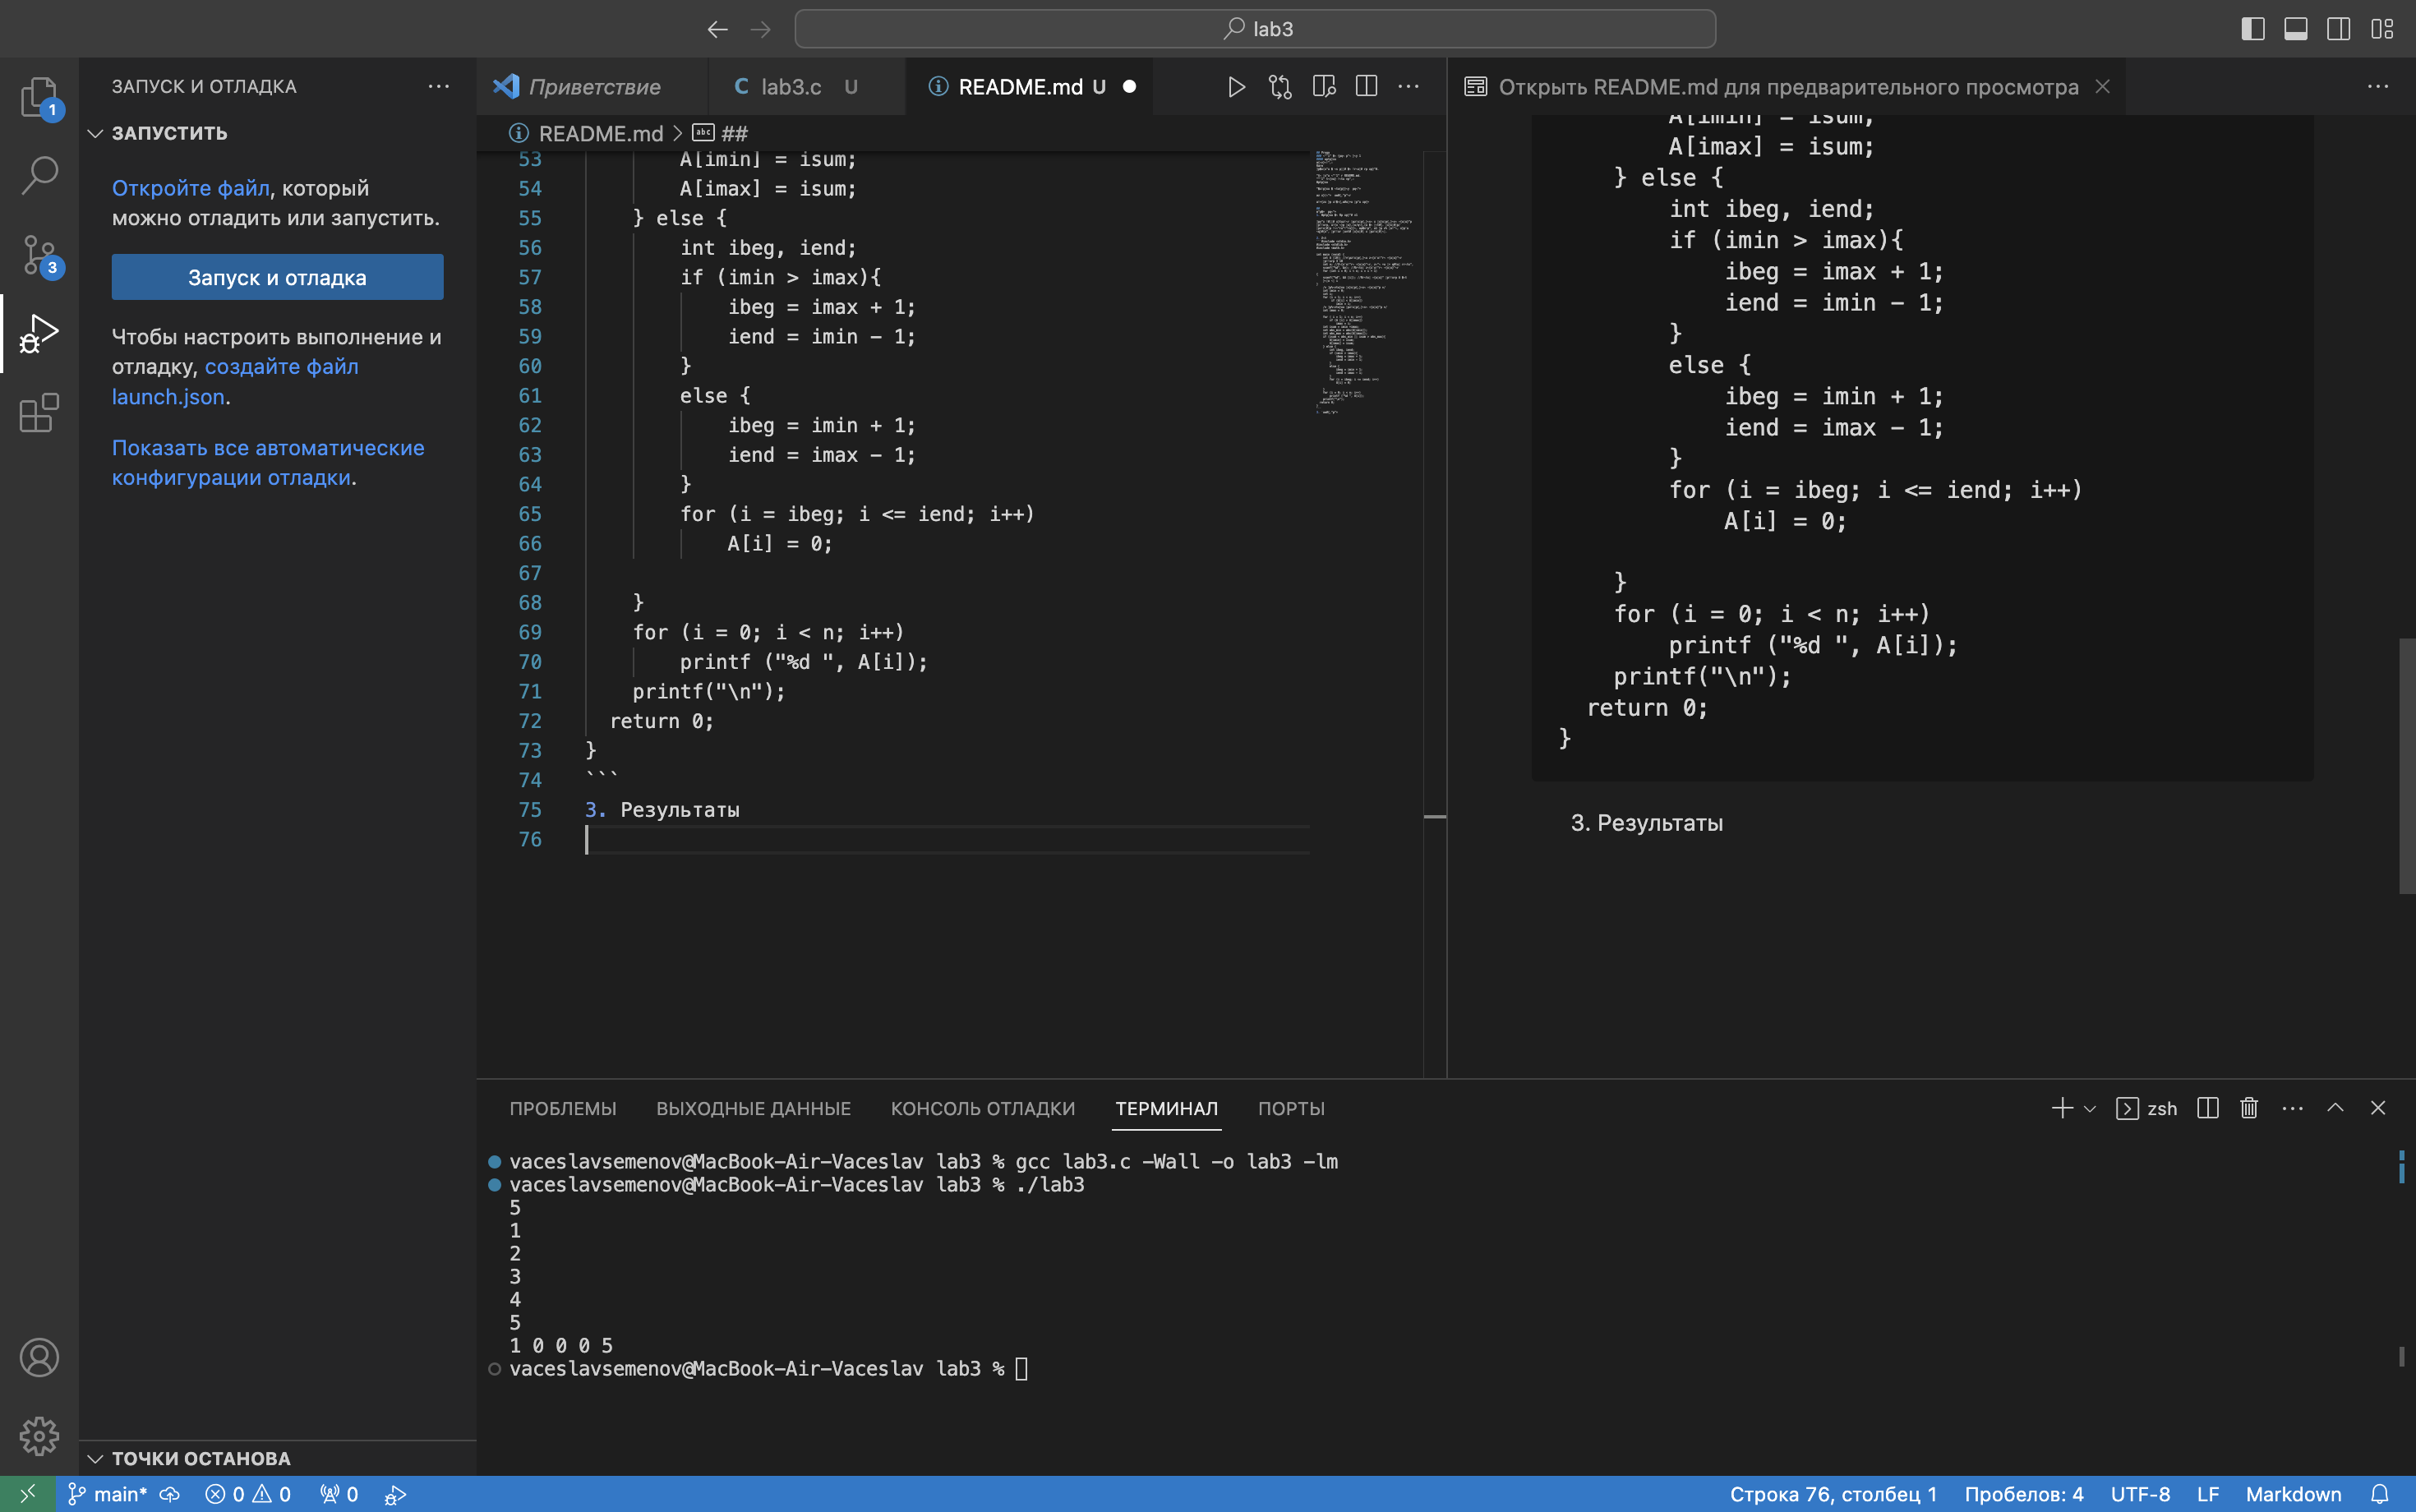 lab3
ЗАПУСК И ОТЛАДКА
ЗАПУСТИТЬ
Откройте файл, который
можно отладить или запустить.
Запуск и отладка
Чтобы настроить выполнение и
отладку, создайте файл
launch.json.
Показать все автоматические
конфигурации отладки.
ТОЧКИ ОСТАНОВА
1
3
Приветствие
C lab3.c U
README.md U
README.md > abc ##
53 A[imin] = isum;
54 A[imax] = isum;
55 } else {
56 int ibeg, iend;
57 if (imin > imax){
58 ibeg = imax + 1;
59 iend = imin - 1;
60 }
61 else {
62 ibeg = imin + 1;
63 iend = imax - 1;
64 }
65 for (i = ibeg; i <= iend; i++)
66 A[i] = 0;
67
68 }
69 for (i = 0; i < n; i++)
70 printf ("%d ", A[i]);
71 printf("\n");
72 return 0;
73 }
74 ```
75 3. Результаты
76
Открыть README.md для предварительного просмотра
A[imin] = isum;
A[imax] = isum;
} else {
int ibeg, iend;
if (imin > imax){
ibeg = imax + 1;
iend = imin - 1;
}
else {
ibeg = imin + 1;
iend = imax - 1;
}
for (i = ibeg; i <= iend; i++)
A[i] = 0;
}
for (i = 0; i < n; i++)
printf ("%d ", A[i]);
printf("\n");
return 0;
}
3. Результаты
ПРОБЛЕМЫ ВЫХОДНЫЕ ДАННЫЕ КОНСОЛЬ ОТЛАДКИ ТЕРМИНАЛ ПОРТЫ
zsh
vaceslavsemenov@MacBook-Air-Vaceslav lab3 % gcc lab3.c -Wall -o lab3 -lm
vaceslavsemenov@MacBook-Air-Vaceslav lab3 % ./lab3
5
1
2
3
4
5
1 0 0 0 5
vaceslavsemenov@MacBook-Air-Vaceslav lab3 %
main* 0 0 0
Строка 76, столбец 1 Пробелов: 4 UTF-8 LF Markdown